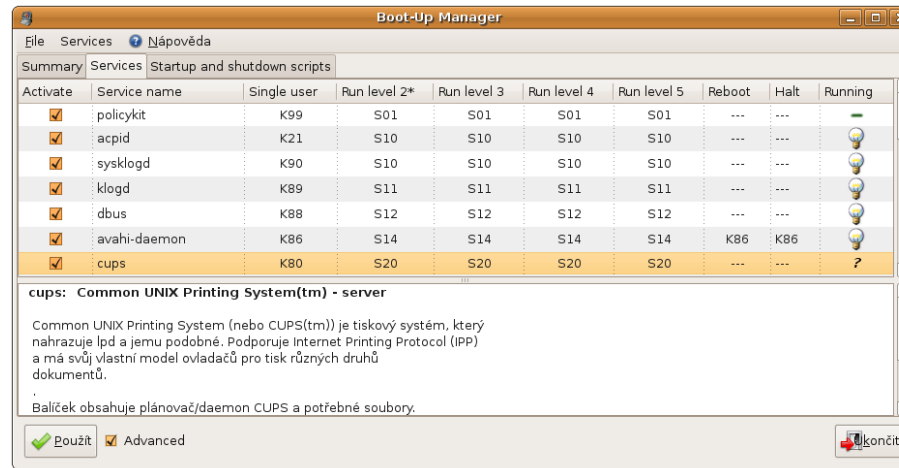 Boot-Up Manager
File Services Nápověda
Summary Services Startup and shutdown scripts
Activate Service name Single user Run level 2* Run level 3 Run level 4 Run level 5 Reboot Halt Running
policykit K99 S01 S01 S01 S01 --- ---
acpid K21 S10 S10 S10 S10 --- ---
sysklogd K90 S10 S10 S10 S10 --- ---
klogd K89 S11 S11 S11 S11 --- ---
dbus K88 S12 S12 S12 S12 --- ---
avahi-daemon K86 S14 S14 S14 S14 K86 K86
cups K80 S20 S20 S20 S20 --- --- ?
cups: Common UNIX Printing System(tm) - server
Common UNIX Printing System (nebo CUPS(tm)) je tiskový systém, který
nahrazuje lpd a jemu podobné. Podporuje Internet Printing Protocol (IPP)
a má svůj vlastní model ovladačů pro tisk různých druhů
dokumentů.
.
Balíček obsahuje plánovač/daemon CUPS a potřebné soubory.
Použít Advanced Ukončit